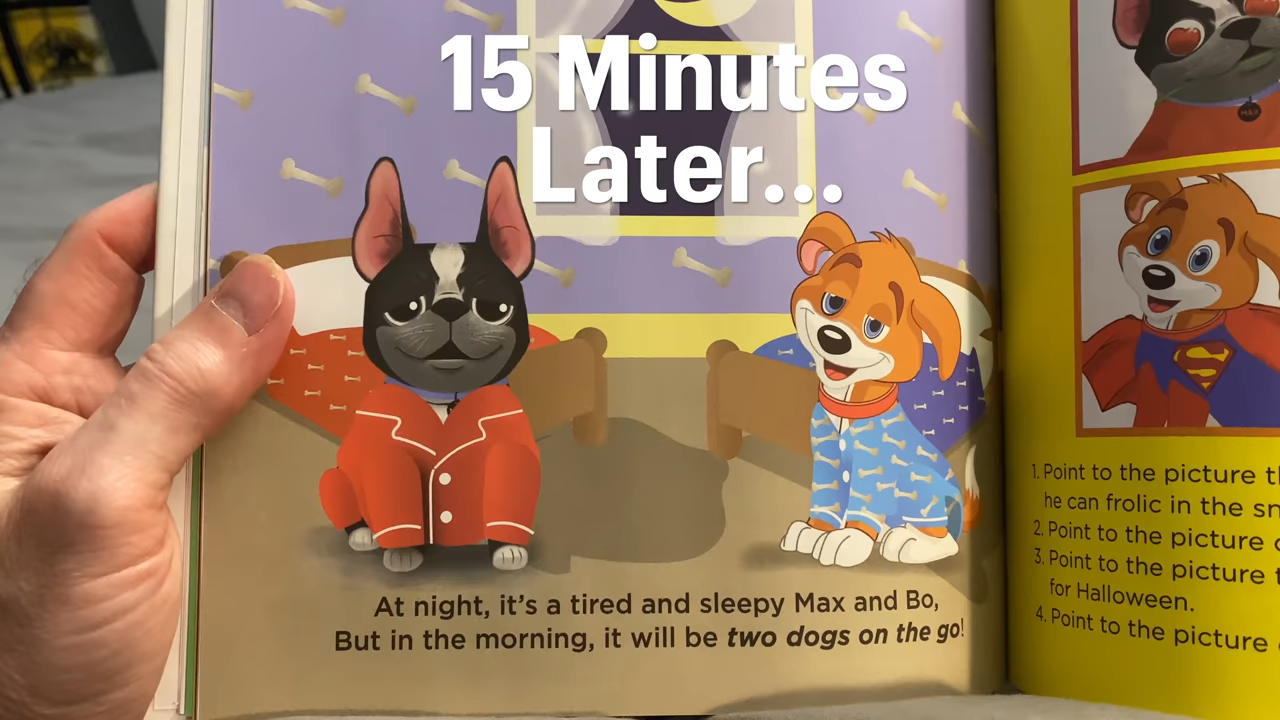 15 Minutes
Later...
At night, it's a tired and sleepy Max and Bo,
But in the morning, it will be two dogs on the go!
1. Point to the picture
he can frolic in the
2. Point to the picture
3. Point to the picture
for Halloween.
4. Point to the picture